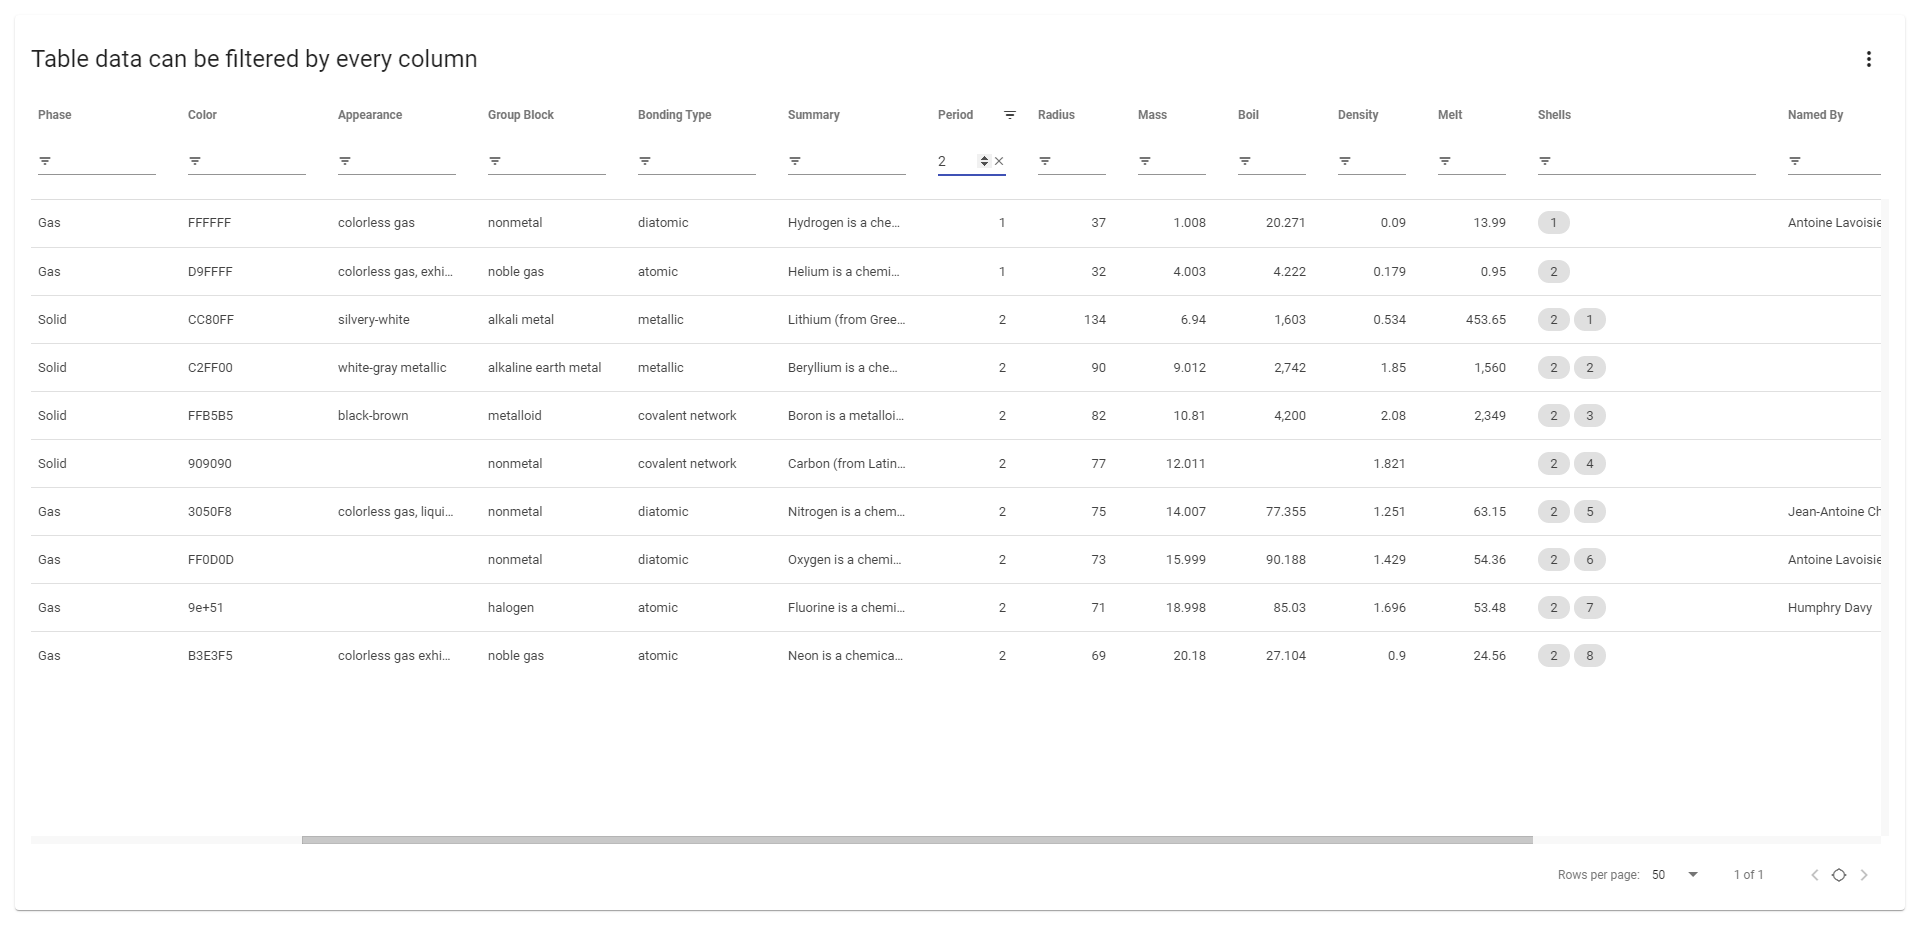 Table data can be filtered by every column
Phase Color Appearance Group Block Bonding Type Summary Period Radius Mass Boil Density Melt Shells Named By
2
Gas FFFFFF colorless gas nonmetal diatomic Hydrogen is a che... 1 37 1.008 20.271 0.09 13.99 1 Antoine Lavoisie
Gas D9FFFF colorless gas, exhi... noble gas atomic Helium is a chemi... 1 32 4.003 4.222 0.179 0.95 2
Solid CC80FF silvery-white alkali metal metallic Lithium (from Gree... 2 134 6.94 1,603 0.534 453.65 2 1
Solid C2FF00 white-gray metallic alkaline earth metal metallic Beryllium is a che... 2 90 9.012 2,742 1.85 1,560 2 2
Solid FFB5B5 black-brown metalloid covalent network Boron is a metalloi... 2 82 10.81 4,200 2.08 2,349 2 3
Solid 909090 nonmetal covalent network Carbon (from Latin... 2 77 12.011 1.821 2 4
Gas 3050F8 colorless gas, liqui... nonmetal diatomic Nitrogen is a chem... 2 75 14.007 77.355 1.251 63.15 2 5 Jean-Antoine Ch
Gas FF0D0D nonmetal diatomic Oxygen is a chemi... 2 73 15.999 90.188 1.429 54.36 2 6 Antoine Lavoisie
Gas 9e+51 halogen atomic Fluorine is a chemi... 2 71 18.998 85.03 1.696 53.48 2 7 Humphry Davy
Gas B3E3F5 colorless gas exhi... noble gas atomic Neon is a chemica... 2 69 20.18 27.104 0.9 24.56 2 8
Rows per page: 50 1 of 1